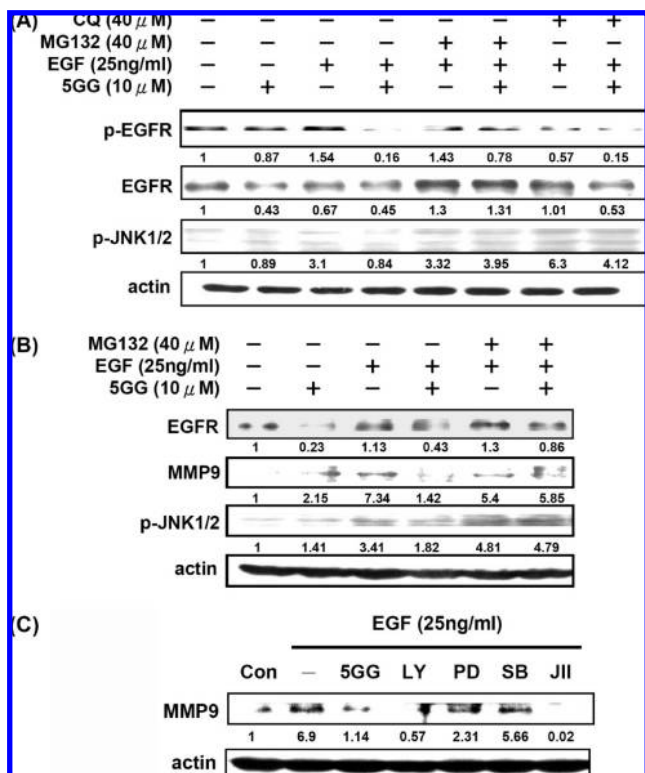 (A) CQ (40 μM) − − − − − − + +
MG132 (40 μM) − − − − + + − −
EGF (25ng/ml) − − + + + + + +
5GG (10 μM) − + − + − + − +
p-EGFR
1 0.87 1.54 0.16 1.43 0.78 0.57 0.15
EGFR
1 0.43 0.67 0.45 1.3 1.31 1.01 0.53
p-JNK1/2
1 0.89 3.1 0.84 3.32 3.95 6.3 4.12
actin
(B) MG132 (40 μM) − − − − + +
EGF (25ng/ml) − − + + + +
5GG (10 μM) − + − + − +
EGFR
1 0.23 1.13 0.43 1.3 0.86
MMP9
1 2.15 7.34 1.42 5.4 5.85
p-JNK1/2
1 1.41 3.41 1.82 4.81 4.79
actin
(C) EGF (25ng/ml)
Con − 5GG LY PD SB JII
MMP9
1 6.9 1.14 0.57 2.31 5.66 0.02
actin